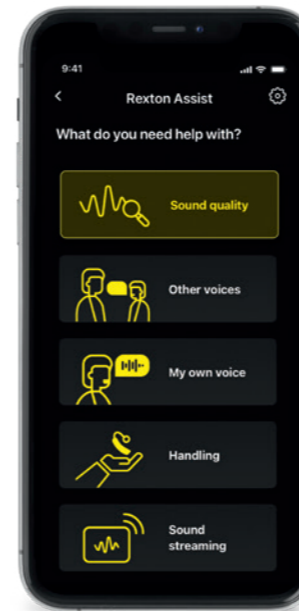 9:41
Rexton Assist
What do you need help with?
Sound quality
Other voices
My own voice
Handling
Sound
streaming